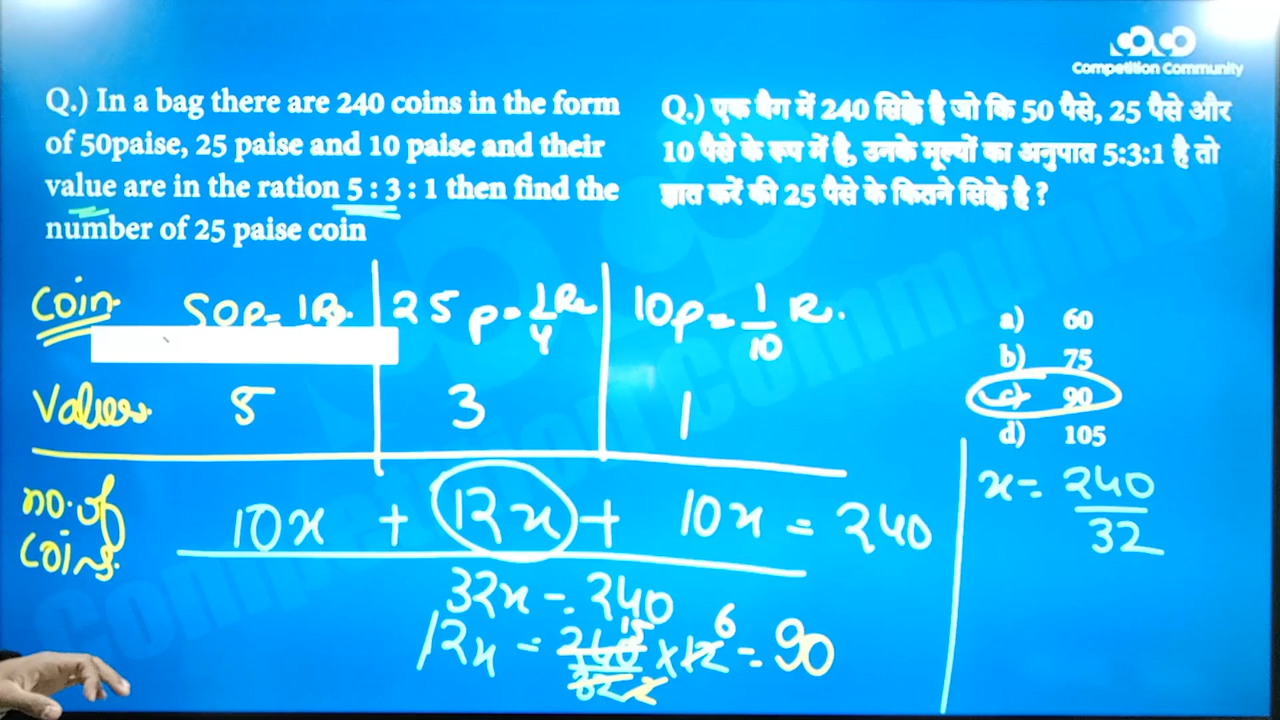 Competition Community
Q.) In a bag there are 240 coins in the form
of 50paise, 25 paise and 10 paise and their
value are in the ration 5 : 3 : 1 then find the
number of 25 paise coin
Q.) एक बैग में 240 सिक्के है जो कि 50 पैसे, 25 पैसे और
10 पैसे के रूप में है, उनके मूल्यों का अनुपात 5:3:1 है तो
ज्ञात करें की 25 पैसे के कितने सिक्के है ?
Coin 50p= 25 p=1/4 Rs 10p=1/10 R.
Values. 5 3 1
no. of coins. 10x + 12x + 10x = 240
32x = 240
12x = 240/32 x 12 = 90
a) 60
b) 75
c) 90
d) 105
x = 240/32
Competition Community